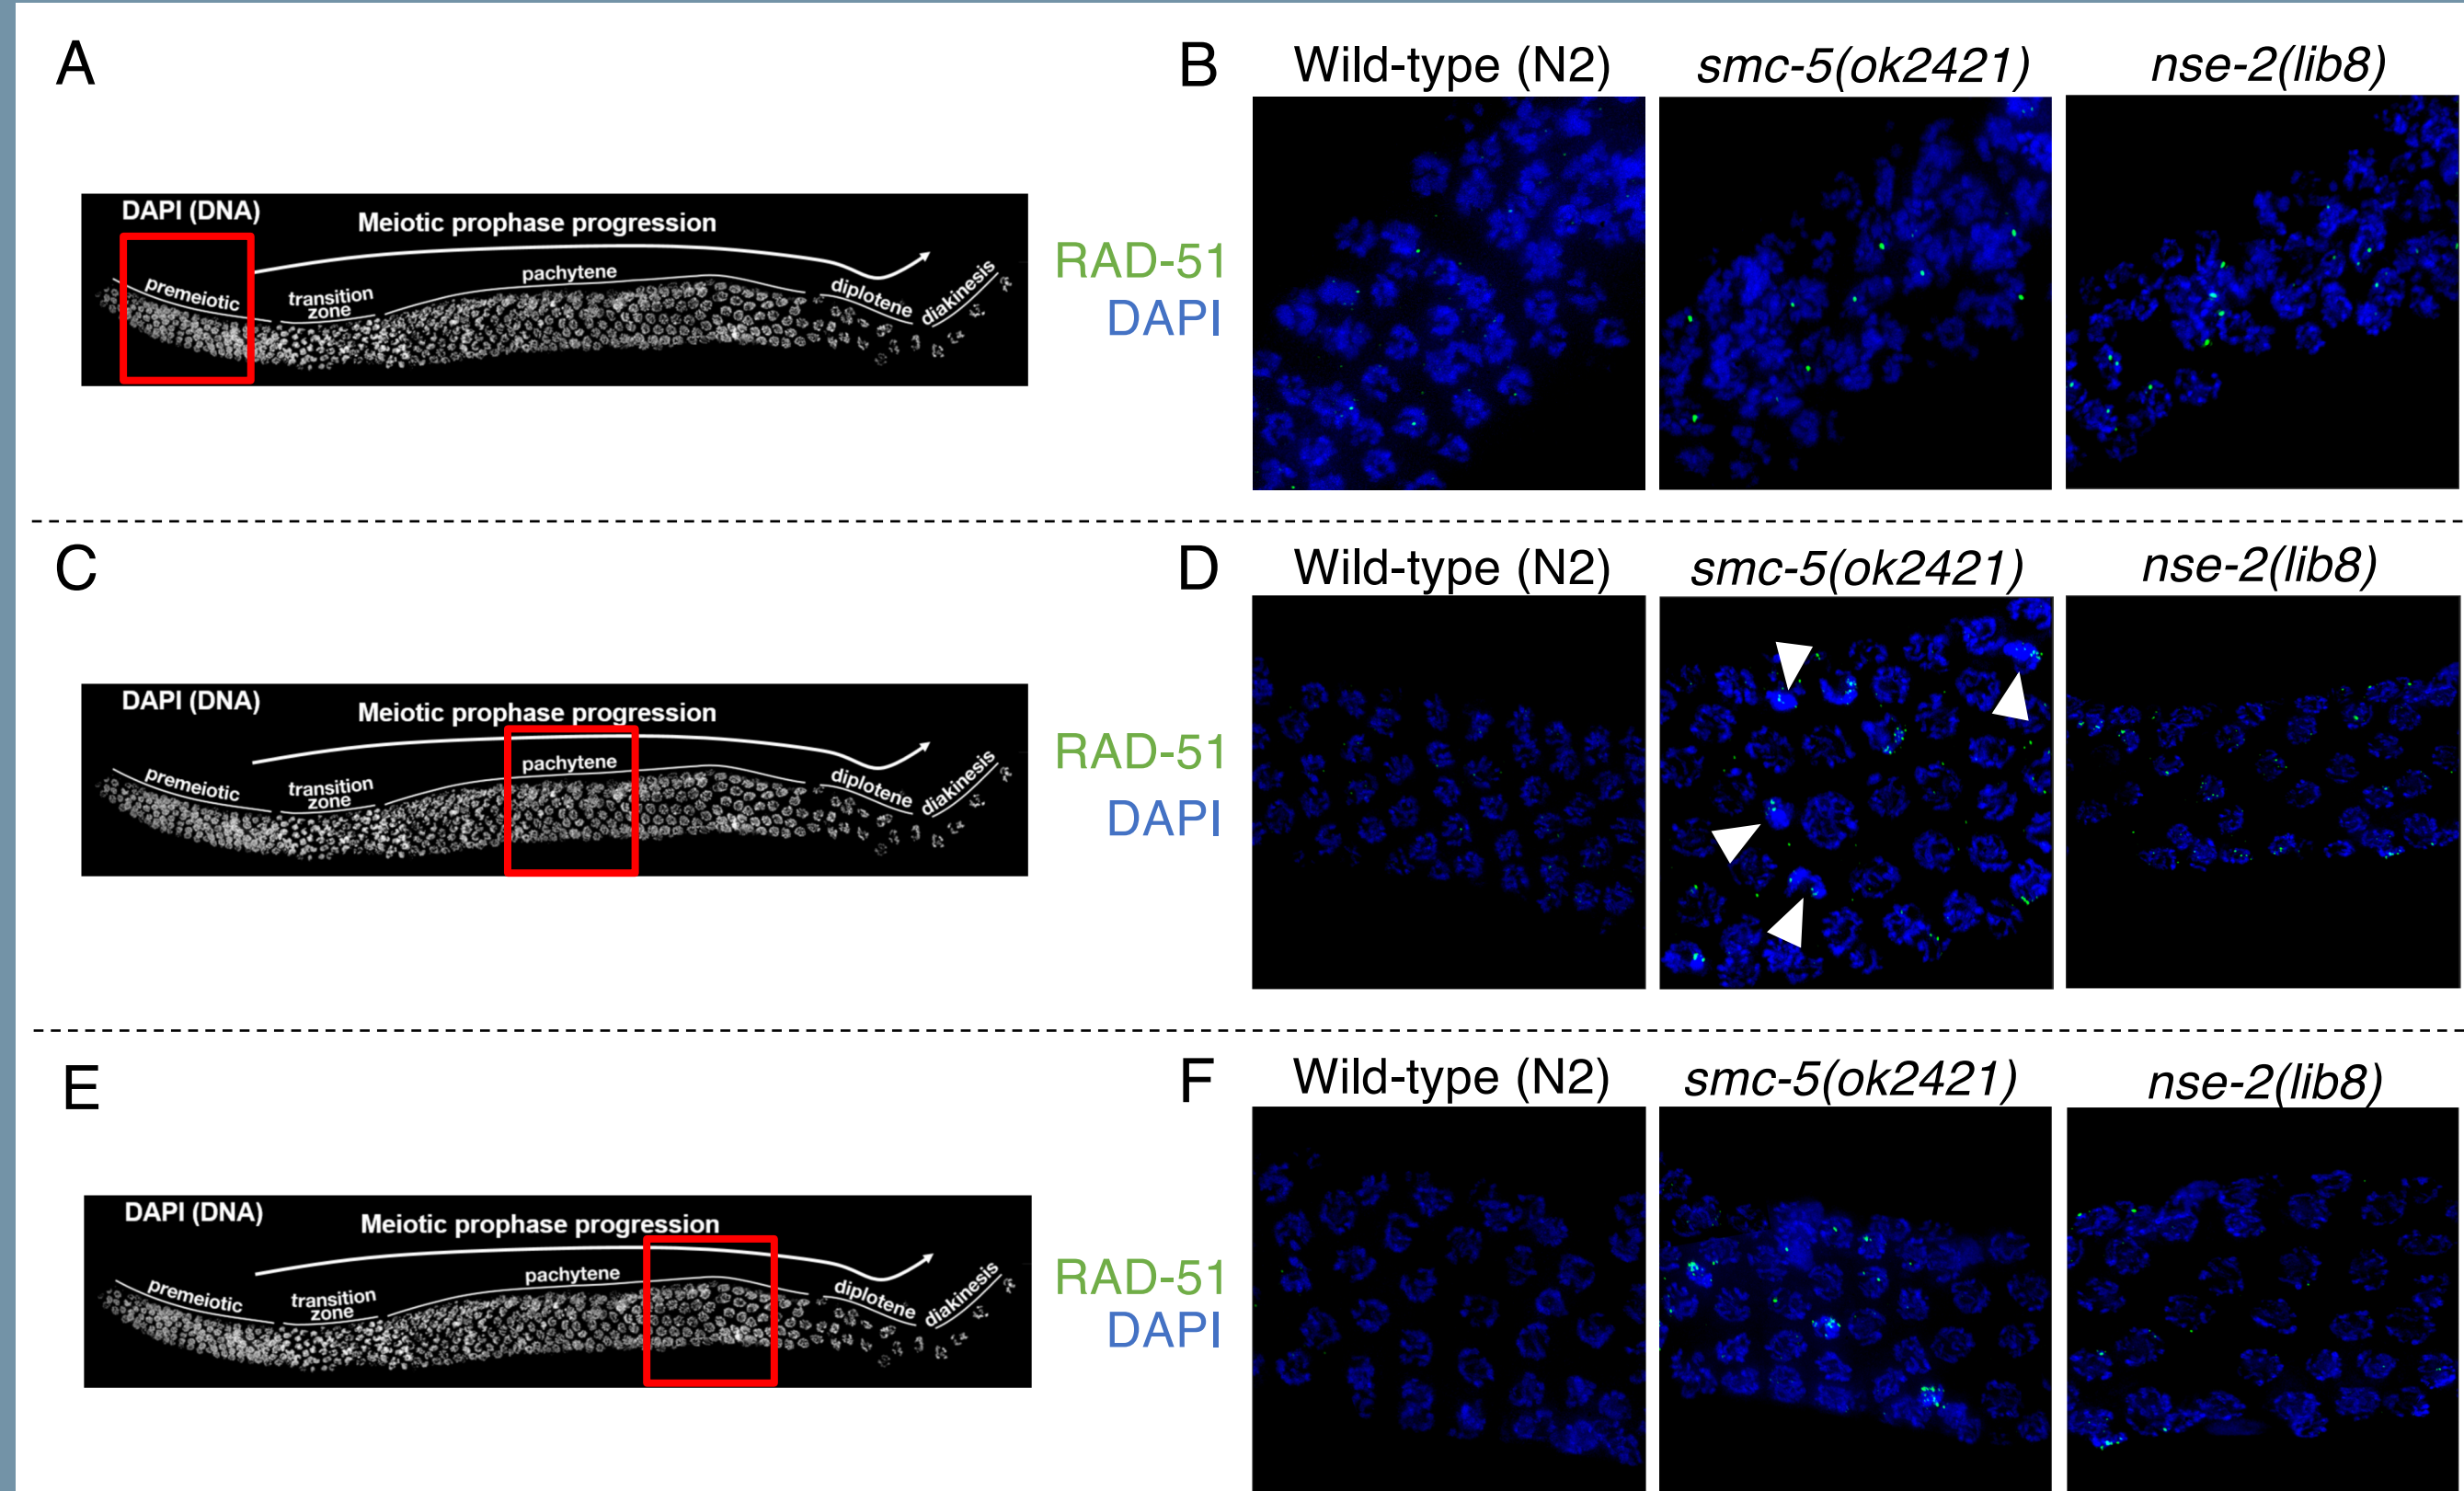 A
DAPI (DNA)
Meiotic prophase progression
premeiotic
transition
zone
pachytene
diplotene
diakinesis
B
Wild-type (N2)
smc-5(ok2421)
nse-2(lib8)
RAD-51
DAPI
C
DAPI (DNA)
Meiotic prophase progression
premeiotic
transition
zone
pachytene
diplotene
diakinesis
D
Wild-type (N2)
smc-5(ok2421)
nse-2(lib8)
RAD-51
DAPI
E
DAPI (DNA)
Meiotic prophase progression
premeiotic
transition
zone
pachytene
diplotene
diakinesis
F
Wild-type (N2)
smc-5(ok2421)
nse-2(lib8)
RAD-51
DAPI